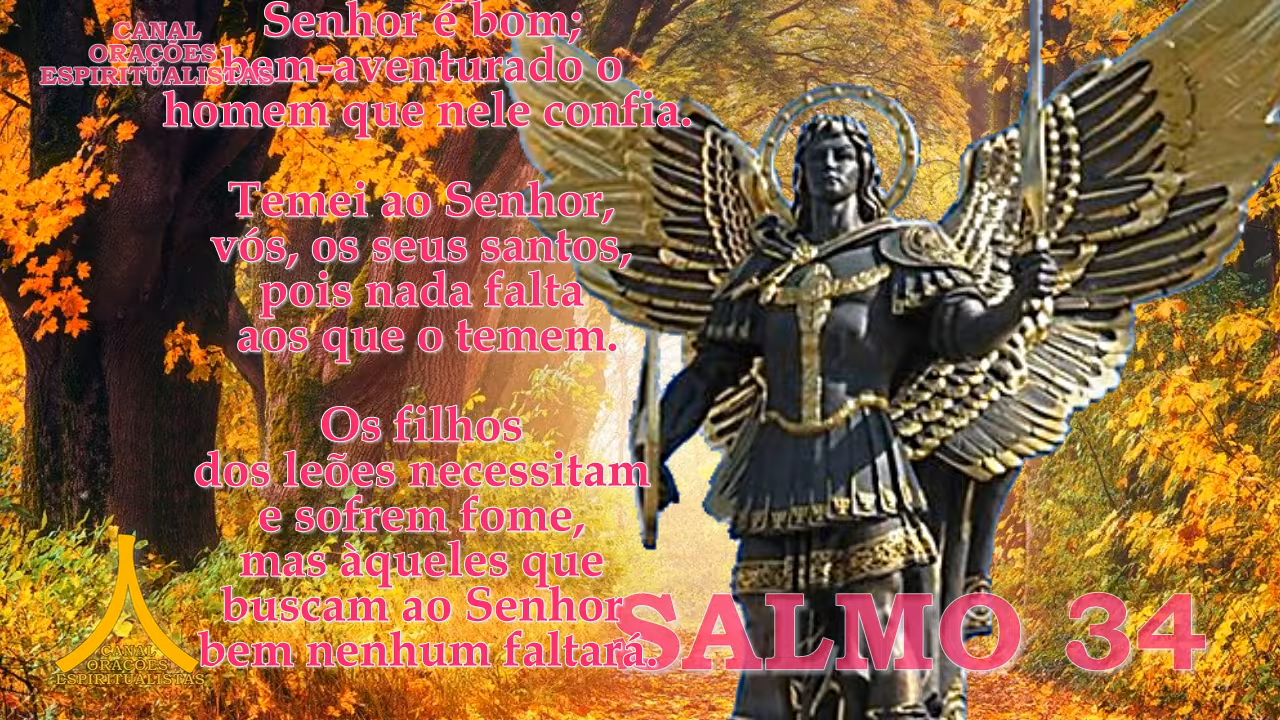 Senhor é bom;
bem-aventurado o
homem que nele confia.
Temei ao Senhor,
vós, os seus santos,
pois nada falta
aos que o temem.
Os filhos
dos leões necessitam
e sofrem fome,
mas àqueles que
buscam ao Senhor
bem nenhum faltará.
CANAL
ORAÇÕES
ESPIRITUALISTAS
SALMO 34
CANAL
ORAÇÕES
ESPIRITUALISTAS